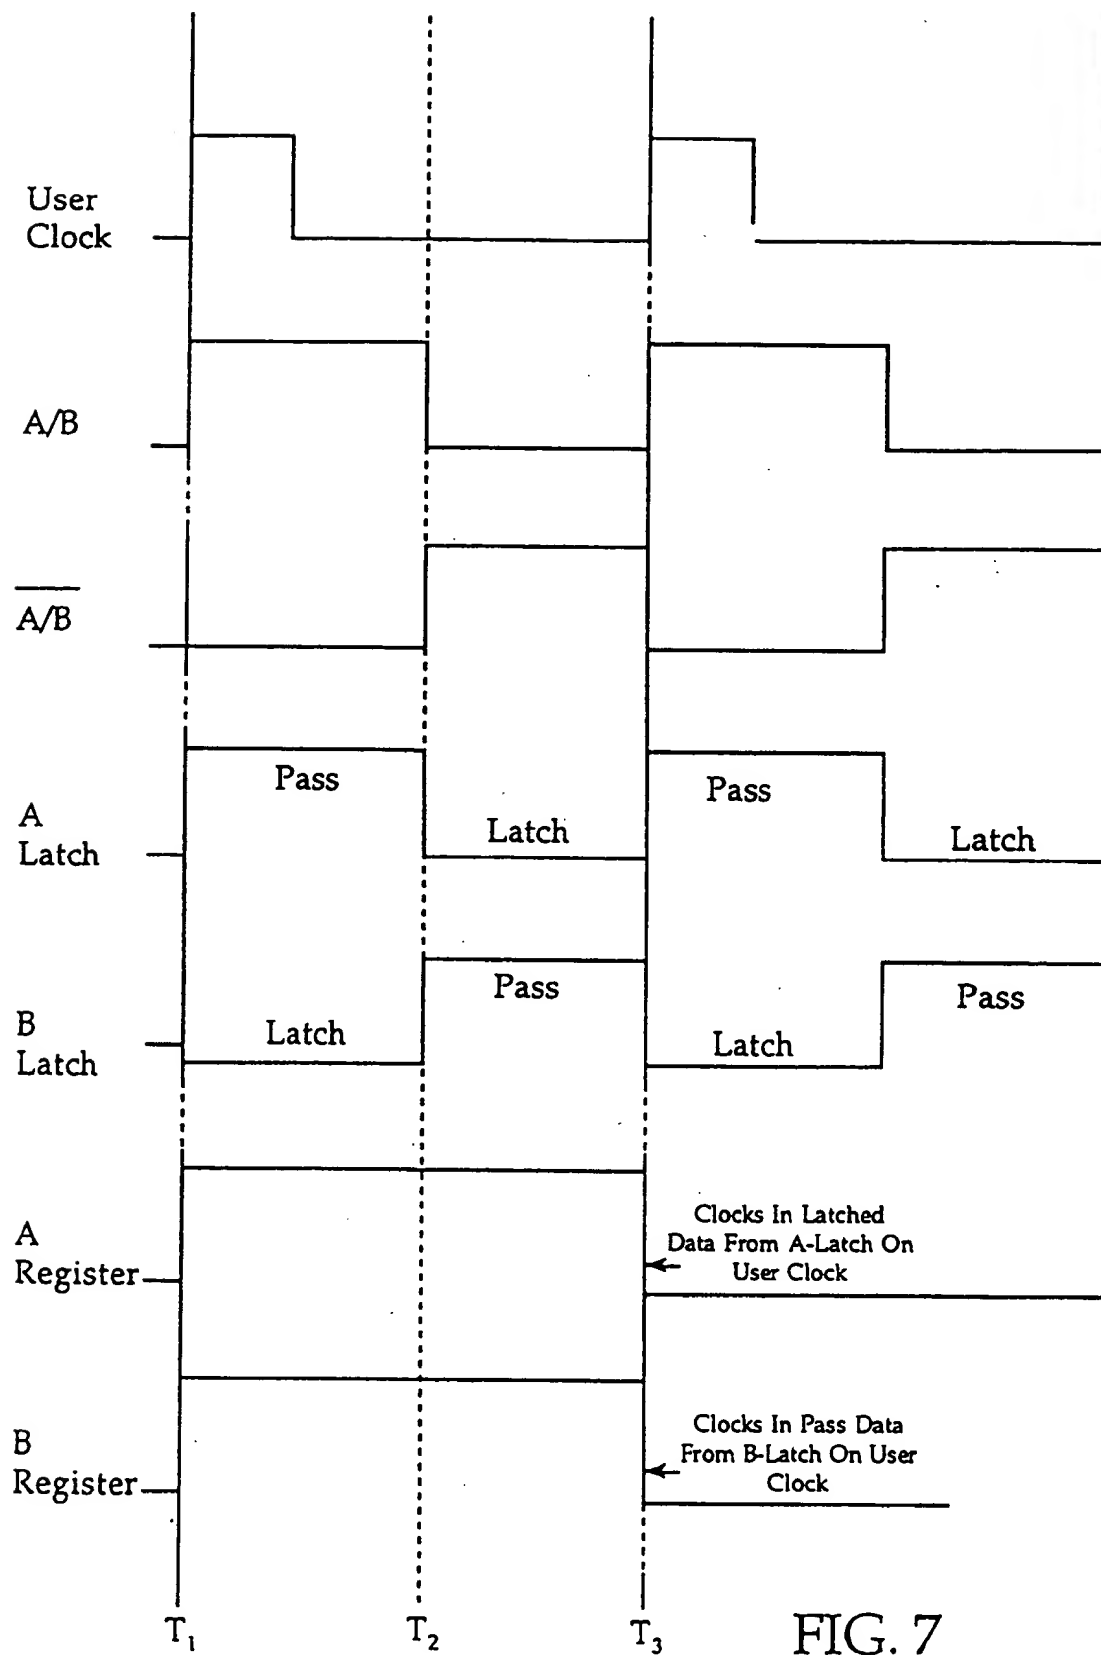 User
Clock
A/B
A/B
Pass
Pass
A
Latch
Latch
Latch
Pass
Pass
B
Latch
Latch
Latch
A
Register
Clocks In Latched
Data From A-Latch On
User Clock
B
Register
Clocks In Pass Data
From B-Latch On User
Clock
T1
T2
T3
FIG. 7